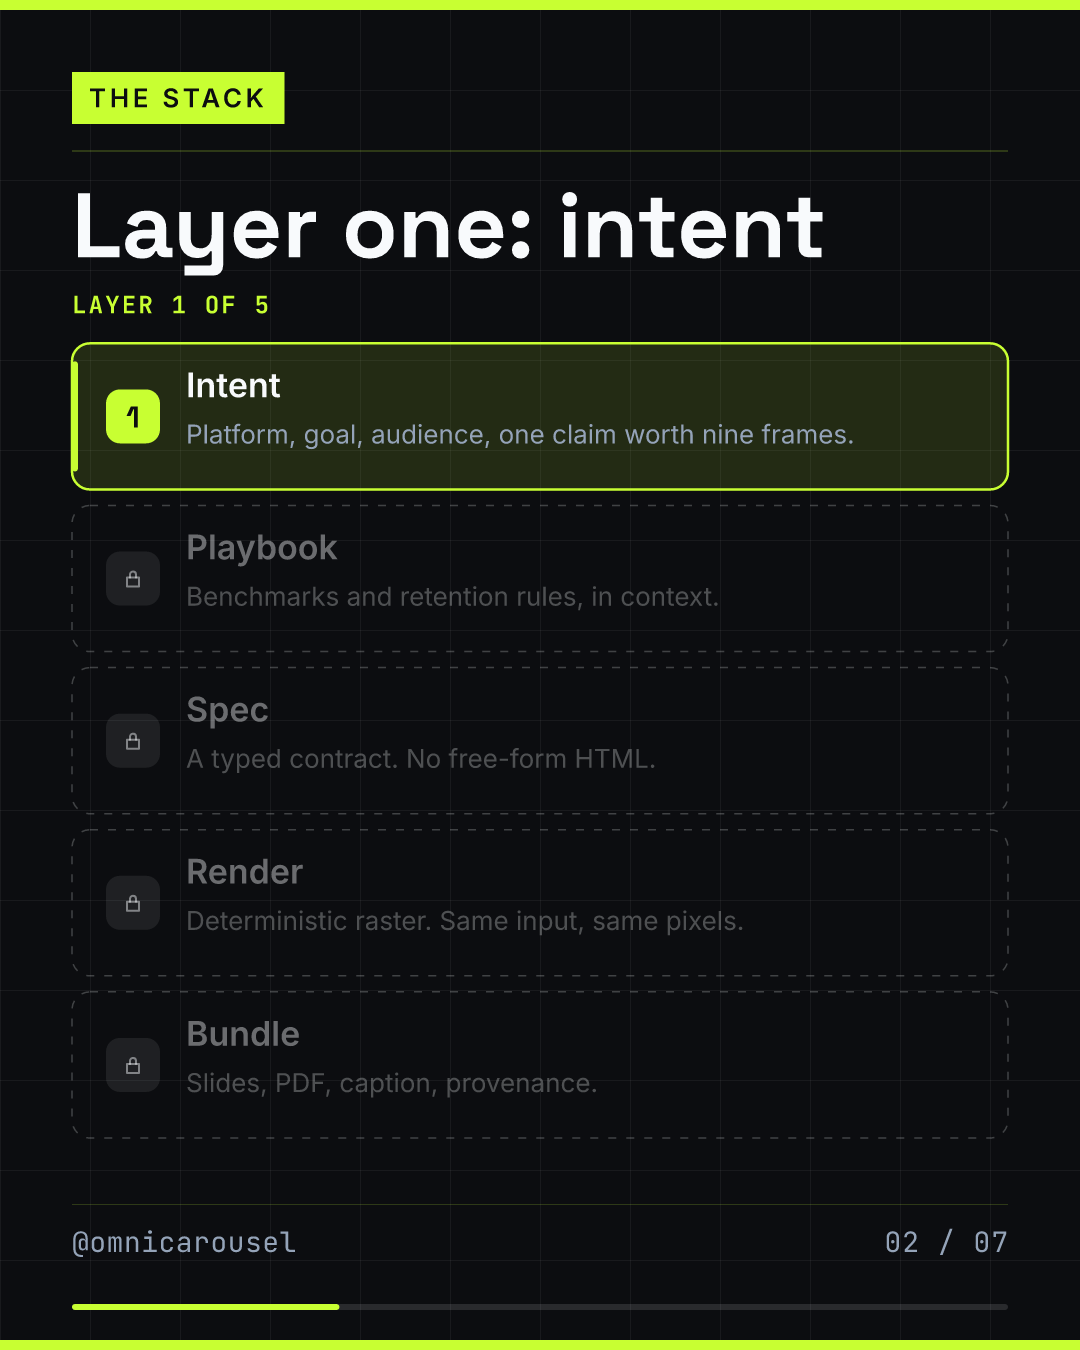 THE STACK
Layer one: intent
LAYER 1 OF 5
1
Intent
Platform, goal, audience, one claim worth nine frames.
Playbook
Benchmarks and retention rules, in context.
Spec
A typed contract. No free-form HTML.
Render
Deterministic raster. Same input, same pixels.
Bundle
Slides, PDF, caption, provenance.
@omnicarousel
02 / 07